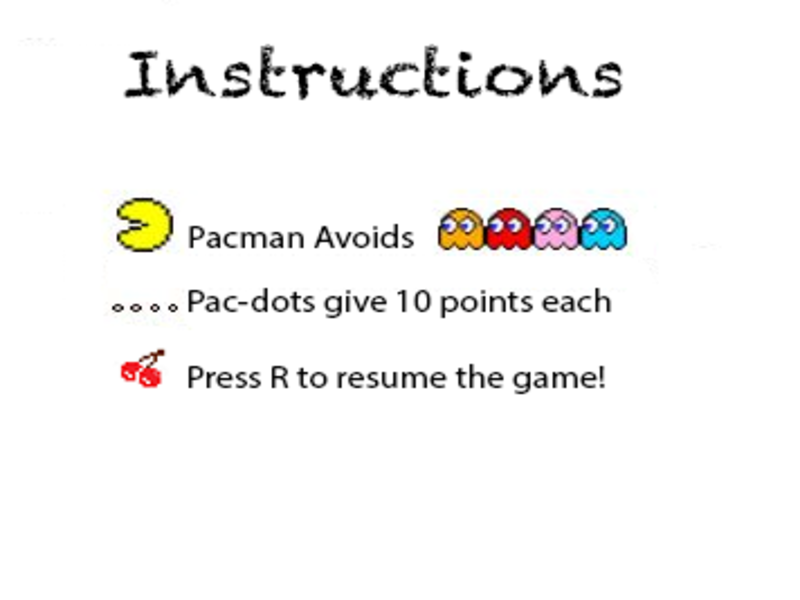 Instructions
Pacman Avoids
Pac-dots give 10 points each
Press R to resume the game!